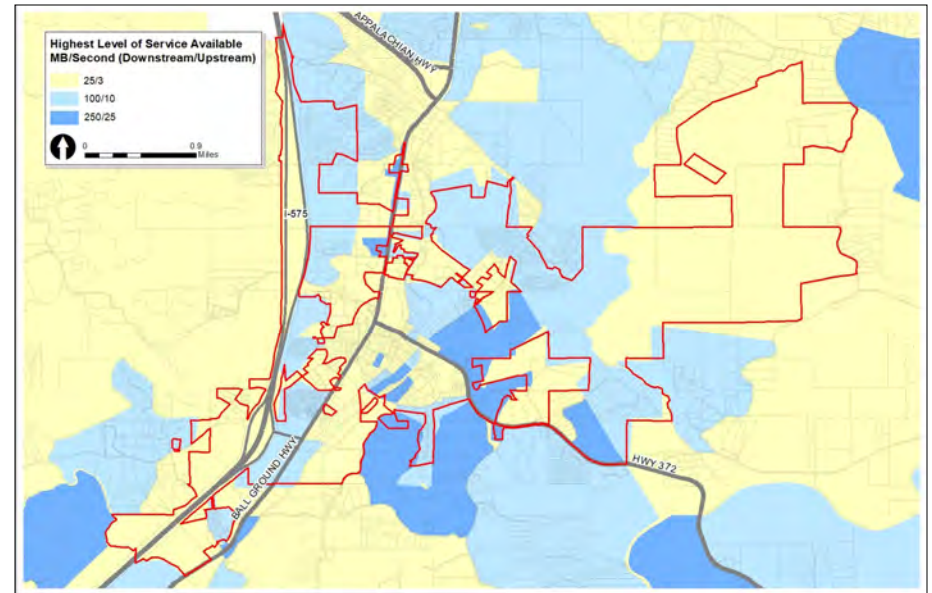 Highest Level of Service Available
MB/Second (Downstream/Upstream)
25/3
100/10
250/25
0
0.9
Miles
APPALACHIAN HWY
I-575
BALL GROUND HWY
HWY 372